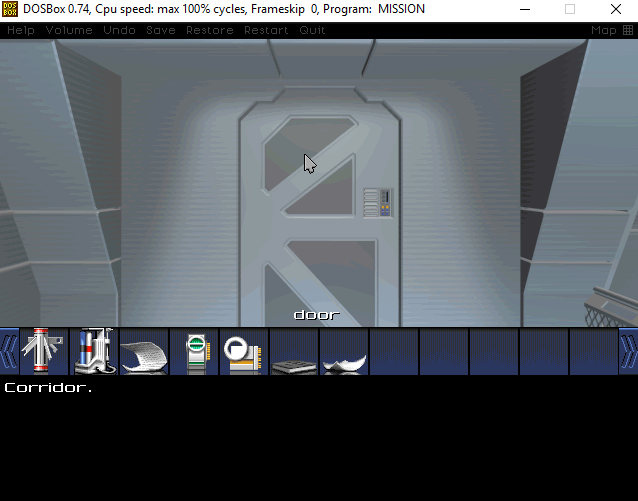 DOSBox 0.74, Cpu speed: max 100% cycles, Frameskip 0, Program: MISSION
Help Volume Undo Save Restore Restart Quit Map
door
Corridor.